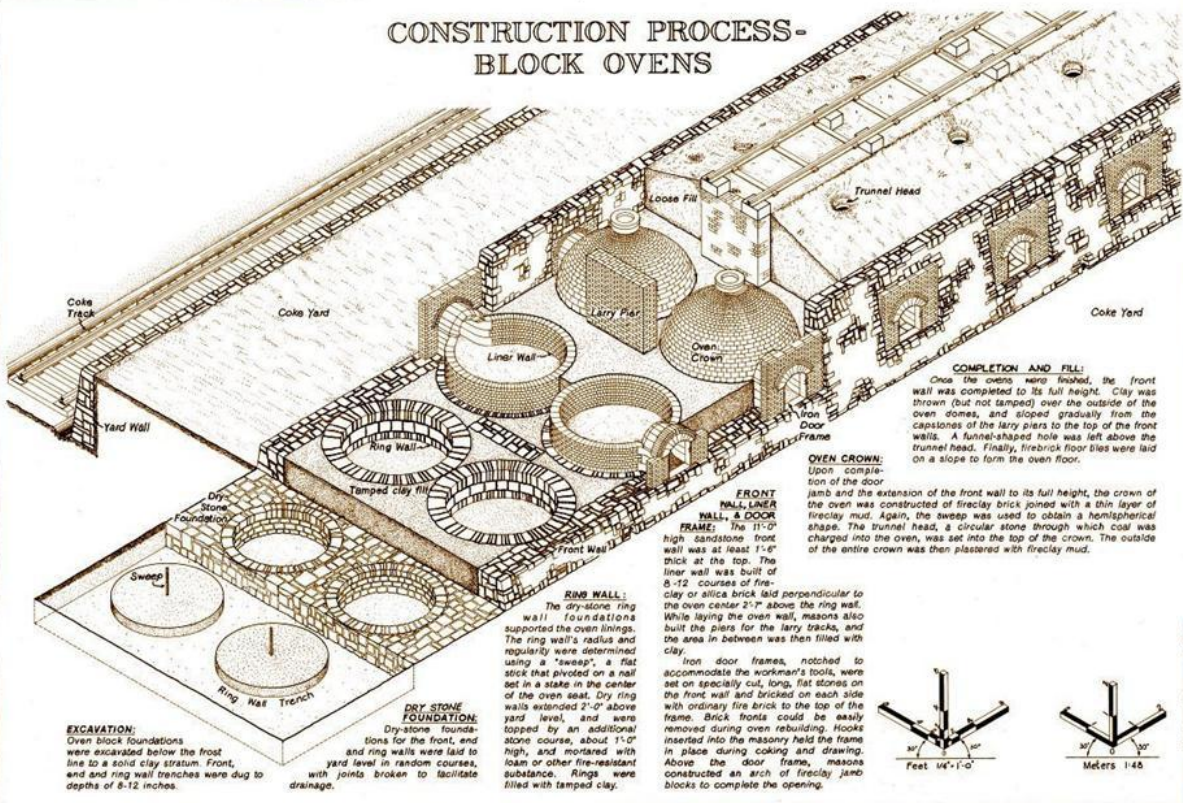 CONSTRUCTION PROCESS-
BLOCK OVENS
Loose Fill
Trunnel Head
Coke
Track
Coke Yard
Larry Pier
Coke Yard
Liner Wall
Oven
Crown
Yard Wall
Iron
Door
Frame
Ring Wall
Tamped clay fill
Dry-
Stone
Foundation
Front Wall
Sweep
Ring Wall Trench
EXCAVATION:
Oven block foundations
were excavated below the frost
line to a solid clay stratum. Front,
end and ring wall trenches were dug to
depths of 8-12 inches.
DRY STONE
FOUNDATION:
Dry-stone founda-
tions for the front, end
and ring walls were laid to
yard level in random courses,
with joints broken to facilitate
drainage.
RING WALL:
The dry-stone ring
wall foundations
supported the oven linings.
The ring wall's radius and
regularity were determined
using a "sweep", a flat
stick that pivoted on a nail
set in a stake in the center
of the oven seat. Dry ring
walls extended 2'-0" above
yard level, and were
topped by an additional
stone course, about 1'-0"
high, and mortared with
loam or other fire-resistant
substance. Rings were
filled with tamped clay.
FRONT
WALL, LINER
WALL, & DOOR
FRAME: The 11'-0"
high sandstone front
wall was at least 1'-6"
thick at the top. The
liner wall was built of
8-12 courses of fire-
clay or silica brick laid perpendicular to
the oven center 2'-7" above the ring wall.
While laying the oven wall, masons also
built the piers for the larry tracks, and
the area in between was then filled with
clay.
Iron door frames, notched to
accommodate the workman's tools, were
set on specially cut, long, flat stones on
the front wall and bricked on each side
with ordinary fire brick to the top of the
frame. Brick fronts could be easily
removed during oven rebuilding. Hooks
inserted into the masonry held the frame
in place during coking and drawing.
Above the door frame, masons
constructed an arch of fireclay jamb
blocks to complete the opening.
OVEN CROWN:
Upon comple-
tion of the door
jamb and the extension of the front wall to its full height, the crown of
the oven was constructed of fireclay brick joined with a thin layer of
fireclay mud. Again, the sweep was used to obtain a hemispherical
shape. The trunnel head, a circular stone through which coal was
charged into the oven, was set into the top of the crown. The outside
of the entire crown was then plastered with fireclay mud.
COMPLETION AND FILL:
Once the ovens were finished, the front
wall was completed to its full height. Clay was
thrown (but not tamped) over the outside of the
oven domes, and sloped gradually from the
capstones of the larry piers to the top of the front
walls. A funnel-shaped hole was left above the
trunnel head. Finally, firebrick floor tiles were laid
on a slope to form the oven floor.
30° 0 30°
Feet 1/4"=1'-0"
30° 0 30°
Meters 1:48